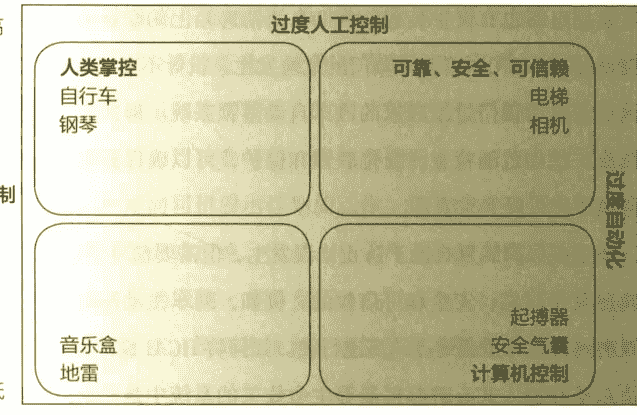 过度人工控制
高
人类掌控
自行车
钢琴
可靠、安全、可信赖
电梯
相机
制
过度自动化
音乐盒
地雷
起搏器
安全气囊
计算机控制
低